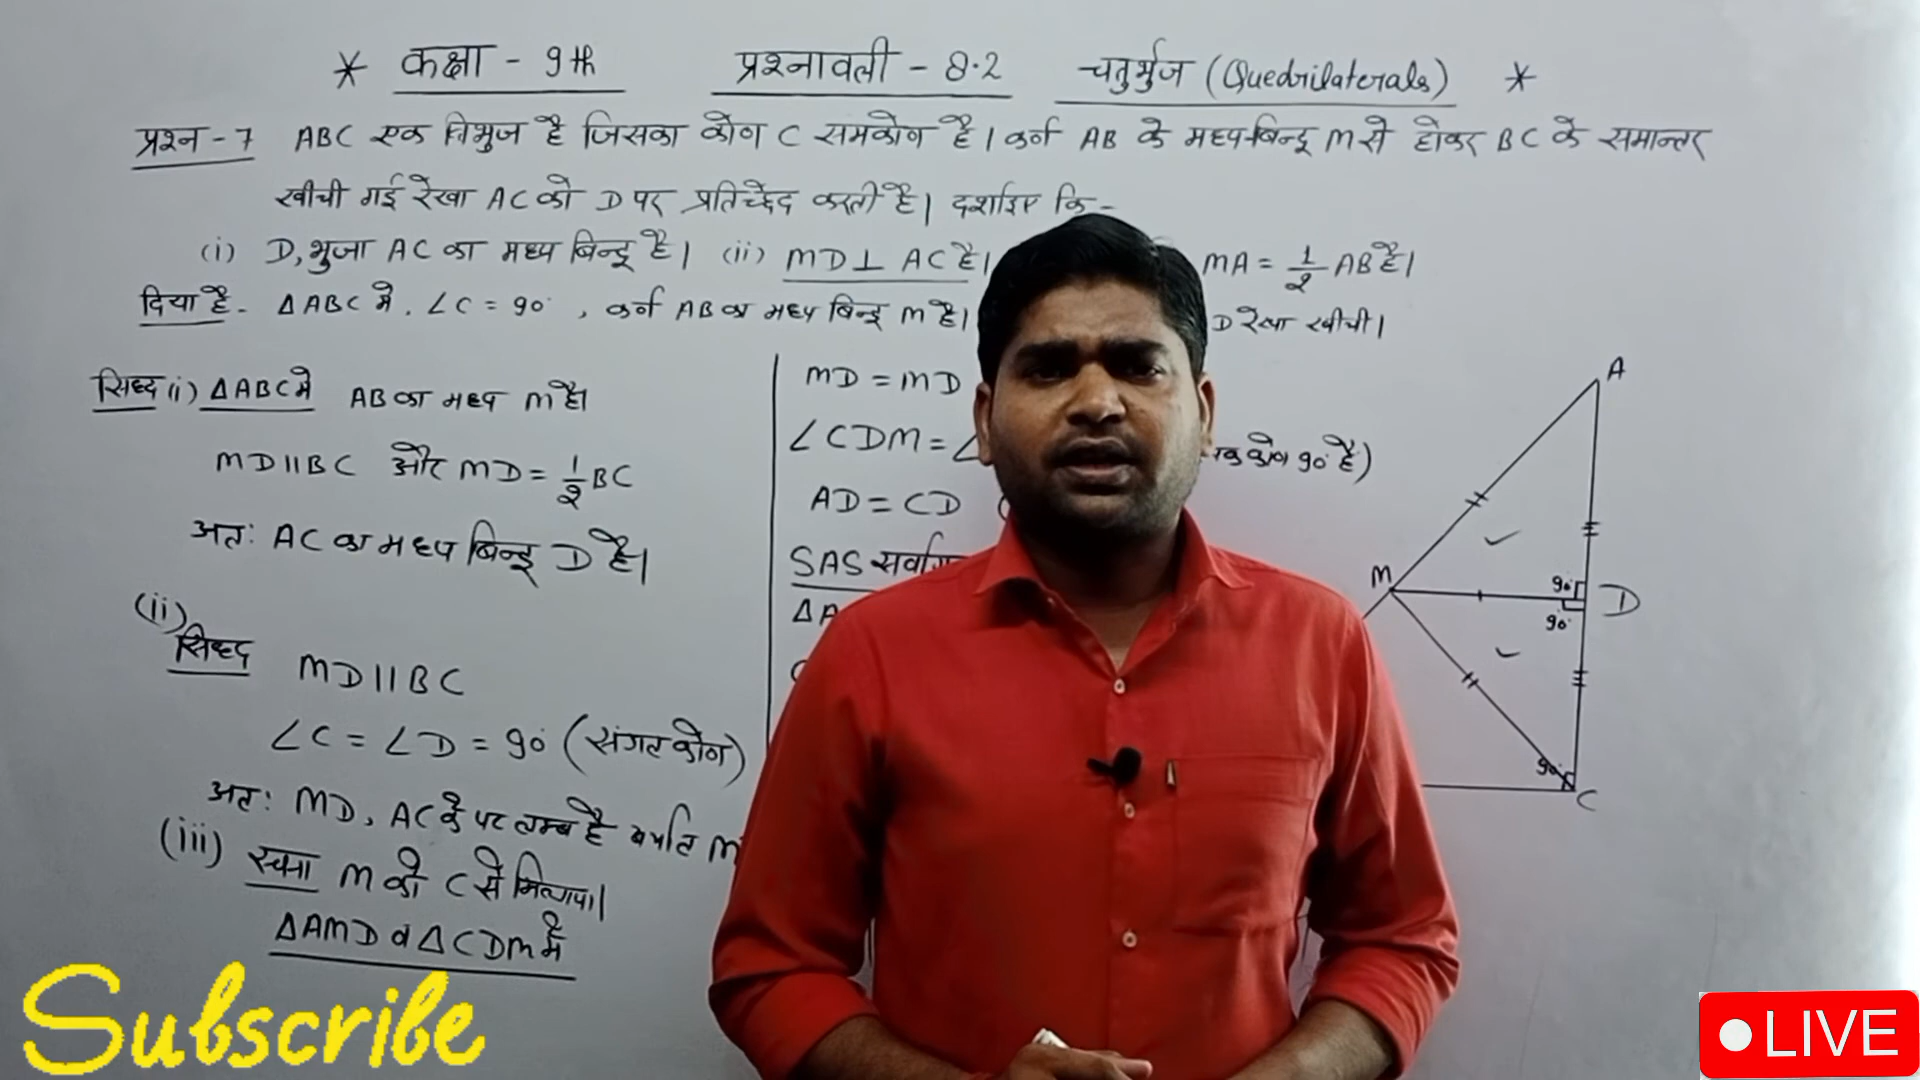 * कक्षा - 9th प्रश्नावली - 8.2 चतुर्भुज (Quedrilaterals) *
प्रश्न - 7 ABC एक त्रिभुज है जिसका कोण C समकोण है। कर्ण AB के मध्य-बिन्दू M से होकर BC के समान्तर
खीची गई रेखा AC को D पर प्रतिच्छेद करती है। दर्शाइए कि -
(i) D, भुजा AC का मध्य बिन्दू है। (ii) MD ⊥ AC है। MA = 1/2 AB है।
दिया है - Δ ABC मे, ∠C = 90°, कर्ण AB का मध्य बिन्दू M है। D रेखा खीची।
सिध्द (i) ΔABC मे AB का मध्य M है।
MD || BC और MD = 1/2 BC
अतः AC का मध्य बिन्दू D है।
(ii)
सिध्द MD || BC
∠C = ∠D = 90° (संगत कोण)
अतः MD, AC के पर लम्ब है M
(iii) रचना M को C से मिलाया।
ΔAMD व ΔCDM मे
MD = MD
∠CDM = ∠ कोण 90° है)
AD = CD
SAS
ΔA
A
M
90°
90°
D
90°
C
Subscribe
LIVE